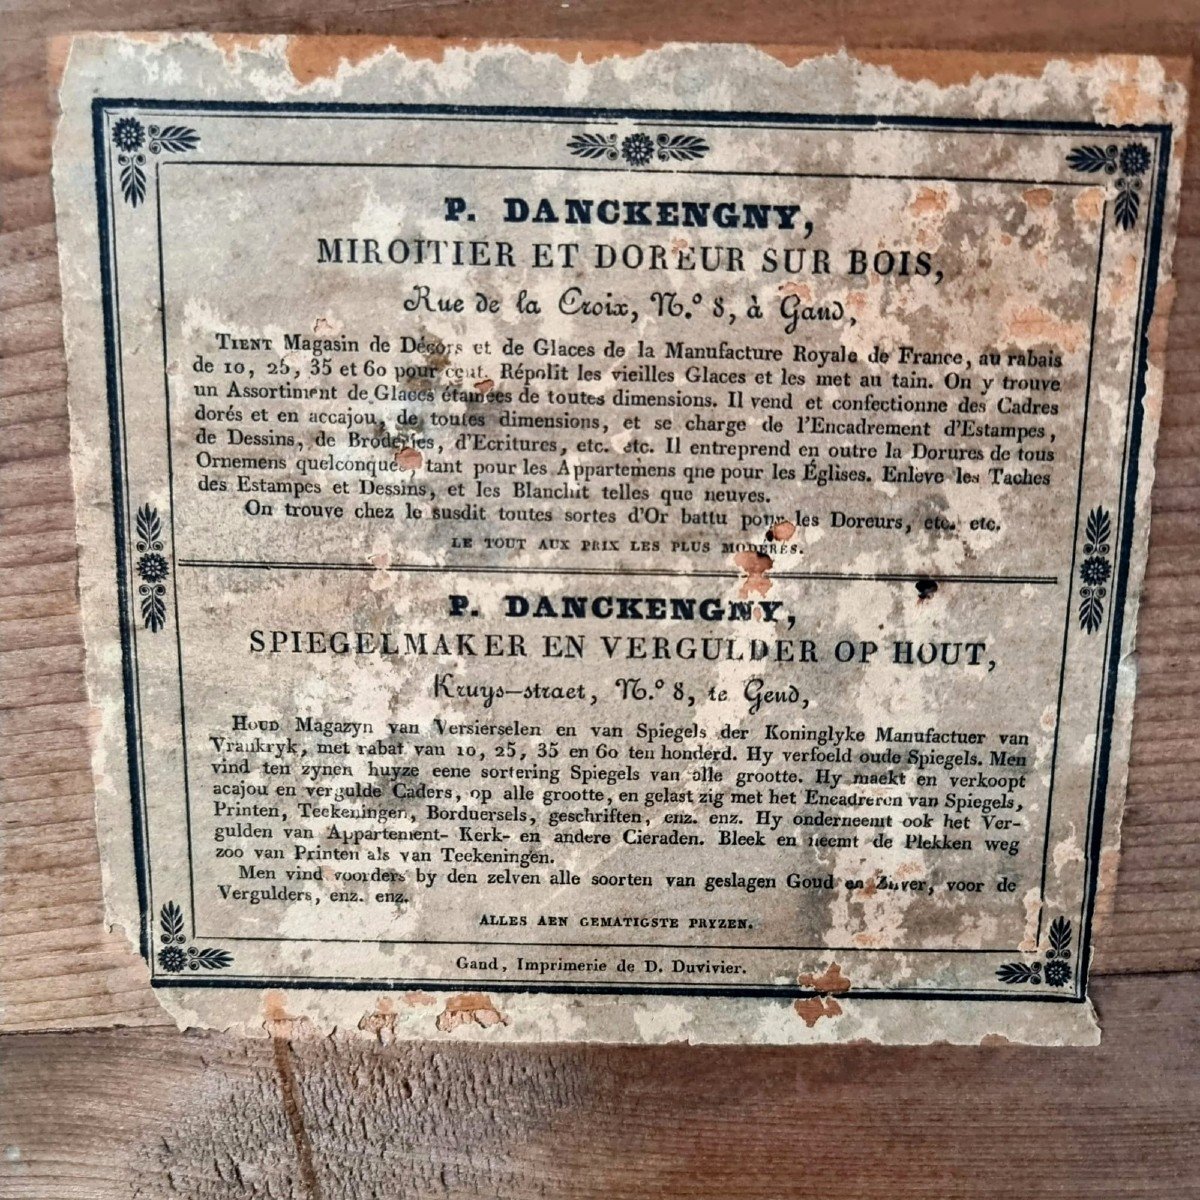 P. DANCKENGNY,
MIROITIER ET DOREUR SUR BOIS,
Rue de la Croix, N.º 8, à Gand,
TIENT Magasin de Décors et de Glaces de la Manufacture Royale de France, au rabais
de 10, 25, 35 et 60 pour cent. Répolit les vieilles Glaces et les met au tain. On y trouve
un Assortiment de Glaces étamées de toutes dimensions. Il vend et confectionne des Cadres
dorés et en accajou, de toutes dimensions, et se charge de l'Encadrement d'Estampes,
de Dessins, de Broderies, d'Ecritures, etc. etc. Il entreprend en outre la Dorures de tous
Ornemens quelconques, tant pour les Appartemens que pour les Églises. Enleve les Taches
des Estampes et Dessins, et les Blanchit telles que neuves.
On trouve chez le susdit toutes sortes d'Or battu pour les Doreurs, etc. etc.
LE TOUT AUX PRIX LES PLUS MODERÉS.
P. DANCKENGNY,
SPIEGELMAKER EN VERGULDER OP HOUT,
Kruys-straet, N.º 8, te Gend,
HOUD Magazyn van Versierselen en van Spiegels der Koninglyke Manufactuer van
Vrankryk, met rabat van 10, 25, 35 en 60 ten honderd. Hy verfoeld oude Spiegels. Men
vind ten zynen huyze eene sortering Spiegels van alle grootte. Hy maekt en verkoopt
acajou en vergulde Caders, op alle grootte, en gelast zig met het Encadreren van Spiegels,
Printen, Teekeningen, Borduersels, geschriften, enz. enz. Hy onderneemt ook het Ver-
gulden van Appartement- Kerk- en andere Cieraden. Bleek en neemt de Plekken weg
zoo van Printen als van Teekeningen.
Men vind voorders by den zelven alle soorten van geslagen Goud en Zilver, voor de
Vergulders, enz. enz.
ALLES AEN GEMATIGSTE PRYZEN.
Gand, Imprimerie de D. Duvivier.